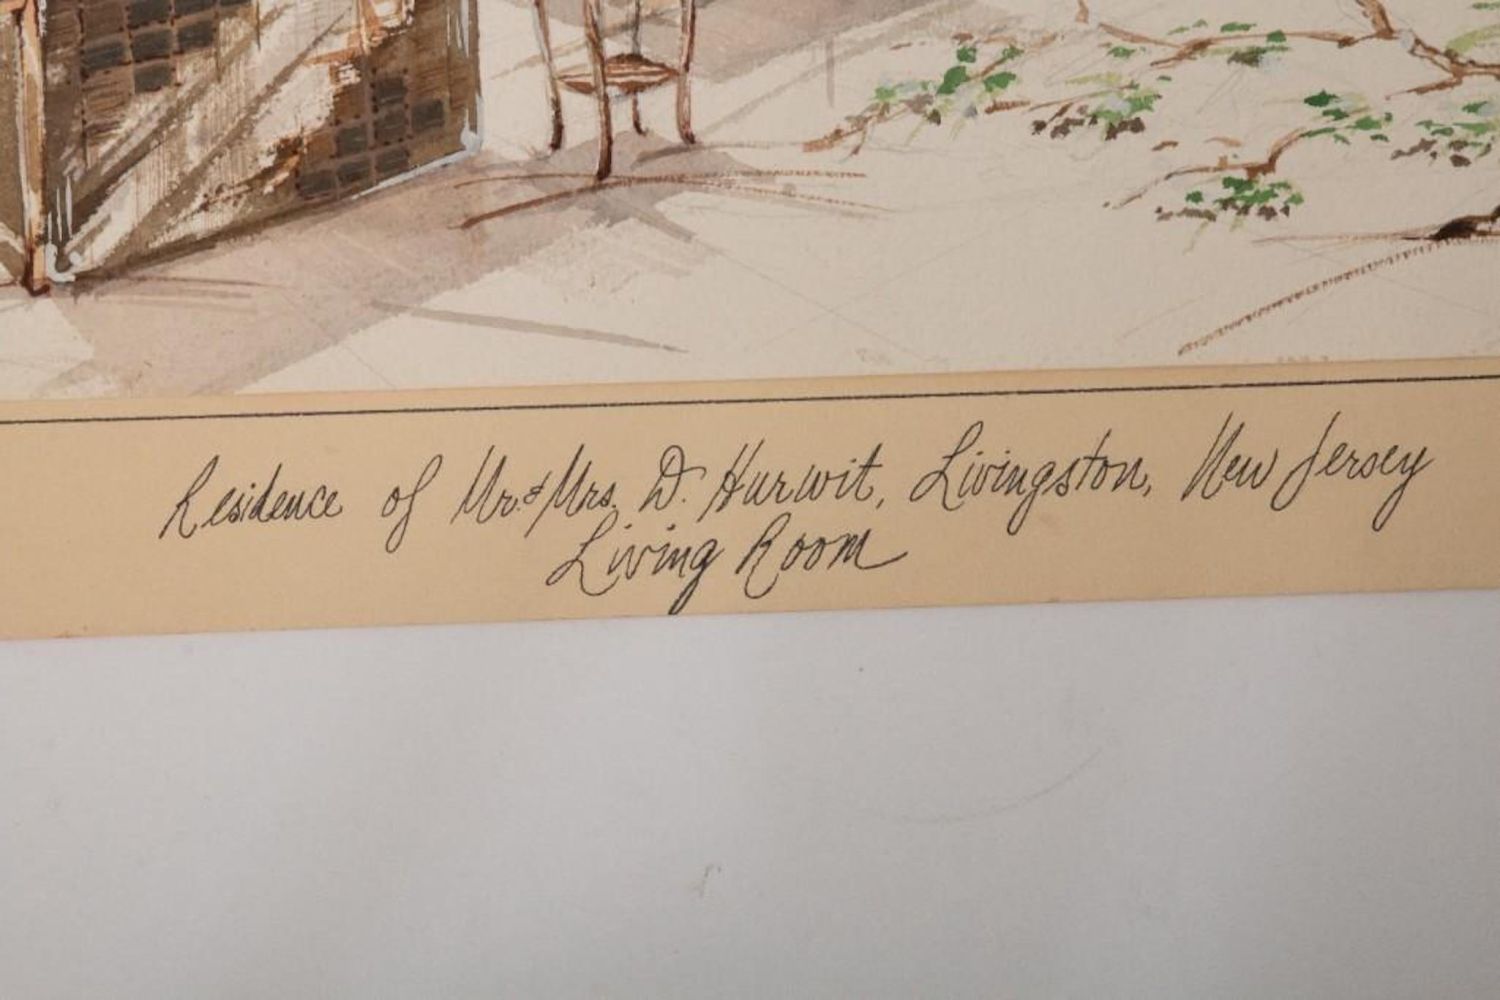 Residence of Mr. & Mrs. D. Hurwit, Livingston, New Jersey
Living Room